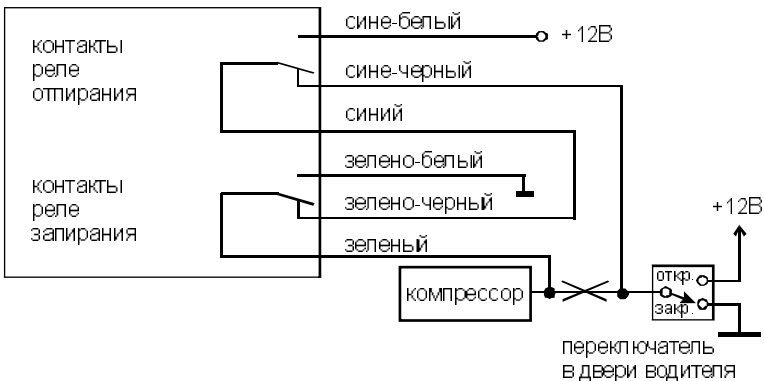 контакты
реле
отпирания
сине-белый
+12В
сине-черный
синий
контакты
реле
запирания
зелено-белый
зелено-черный
зеленый
+12В
компрессор
откр.
закр.
переключатель
в двери водителя